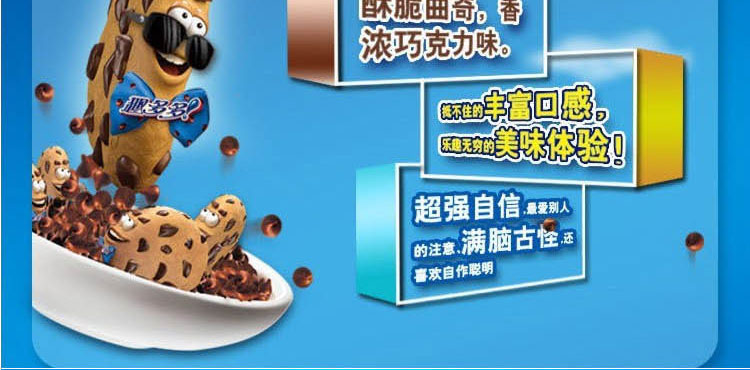 酥脆曲奇，香
浓巧克力味。
趣多多!
挺不住的丰富口感，
乐趣无穷的美味体验！
超强自信,最爱别人
的注意、满脑古怪,还
喜欢自作聪明